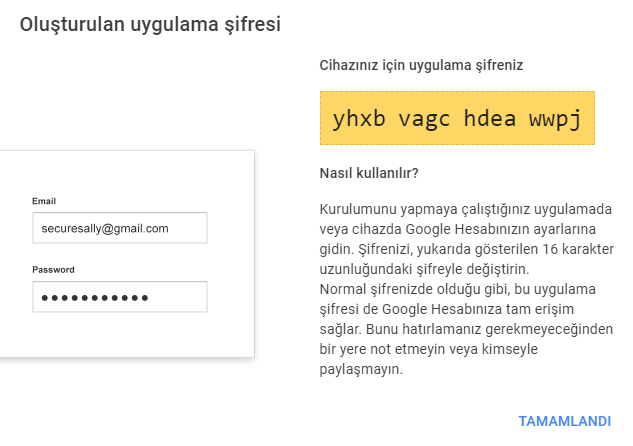 Oluşturulan uygulama şifresi
Cihazınız için uygulama şifreniz
yhxb vagc hdea wwpj
Nasıl kullanılır?
Email
securesally@gmail.com
Password
Kurulumunu yapmaya çalıştığınız uygulamada
veya cihazda Google Hesabınızın ayarlarına
gidin. Şifrenizi, yukarıda gösterilen 16 karakter
uzunluğundaki şifreyle değiştirin.
Normal şifrenizde olduğu gibi, bu uygulama
şifresi de Google Hesabınıza tam erişim
sağlar. Bunu hatırlamanız gerekmeyeceğinden
bir yere not etmeyin veya kimseyle
paylaşmayın.
TAMAMLANDI